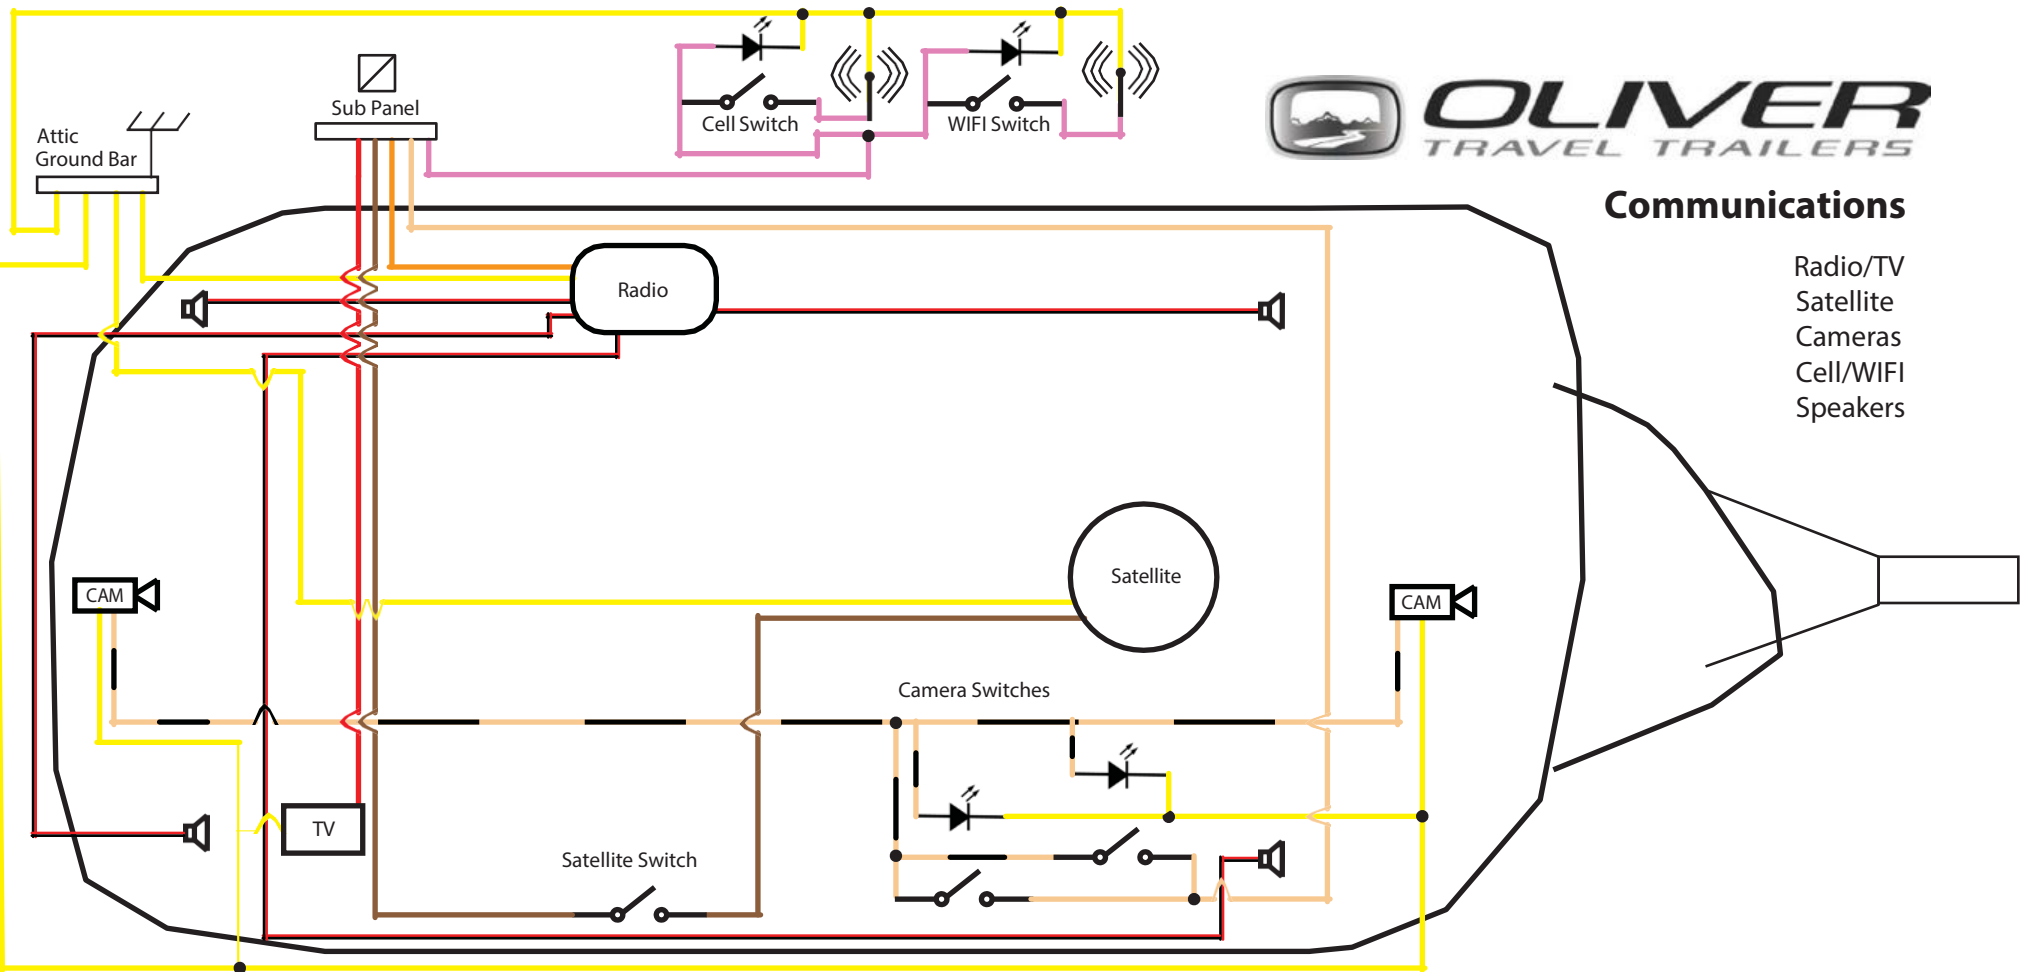 Sub Panel
Attic
Ground Bar
Cell Switch
WIFI Switch
OLIVER
TRAVEL TRAILERS
Communications
Radio/TV
Satellite
Cameras
Cell/WIFI
Speakers
Radio
Satellite
CAM
CAM
Camera Switches
TV
Satellite Switch